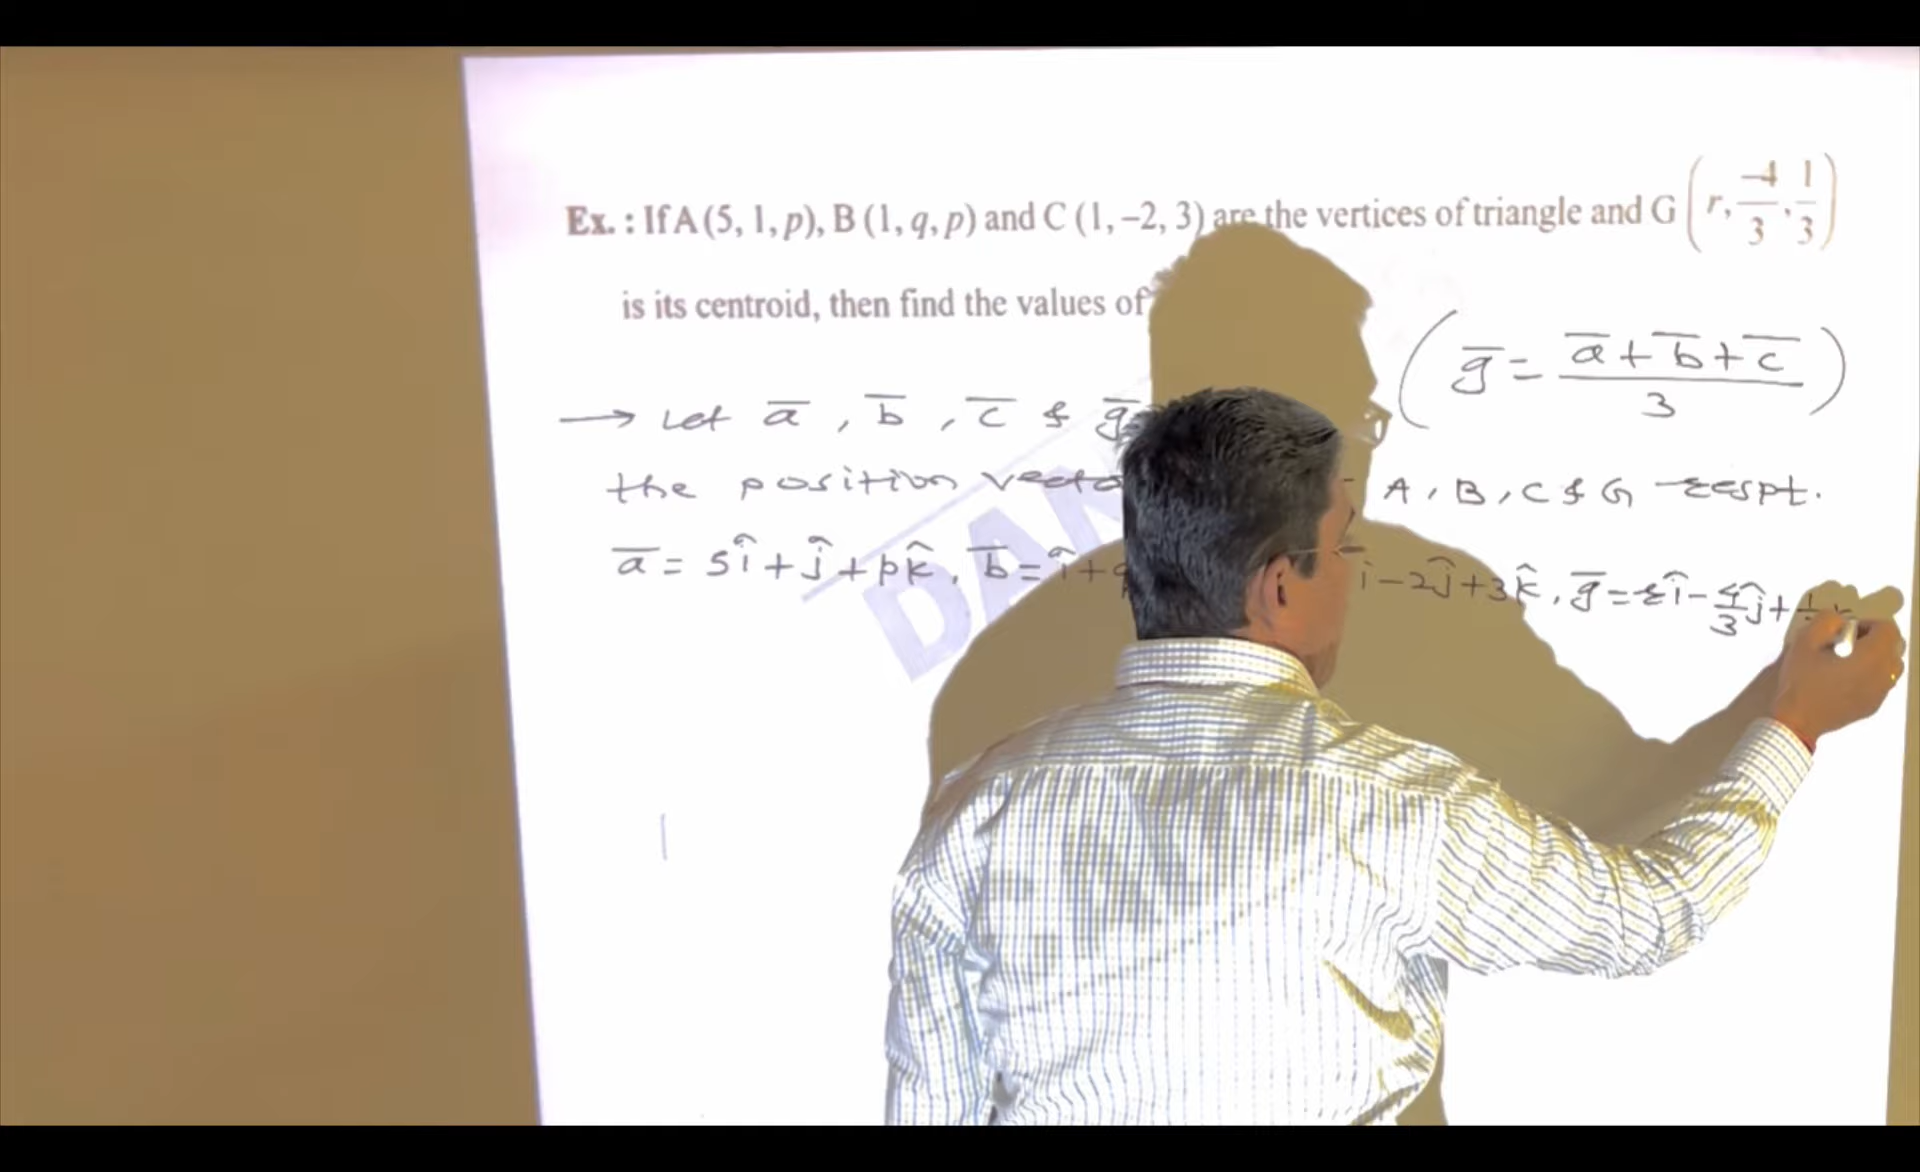 Ex. : If A (5, 1, p), B (1, q, p) and C (1, −2, 3) are the vertices of triangle and G (r, −4/3, 1/3)
is its centroid, then find the values of
(g̅ = (a̅ + b̅ + c̅)/3)
→ Let a̅, b̅, c̅ & g̅
the position A, B, C & G respt.
a̅ = 5î + ĵ + pk̂, b̅ = î + q î − 2ĵ + 3k̂, g̅ = rî − 4/3 ĵ +
DAN